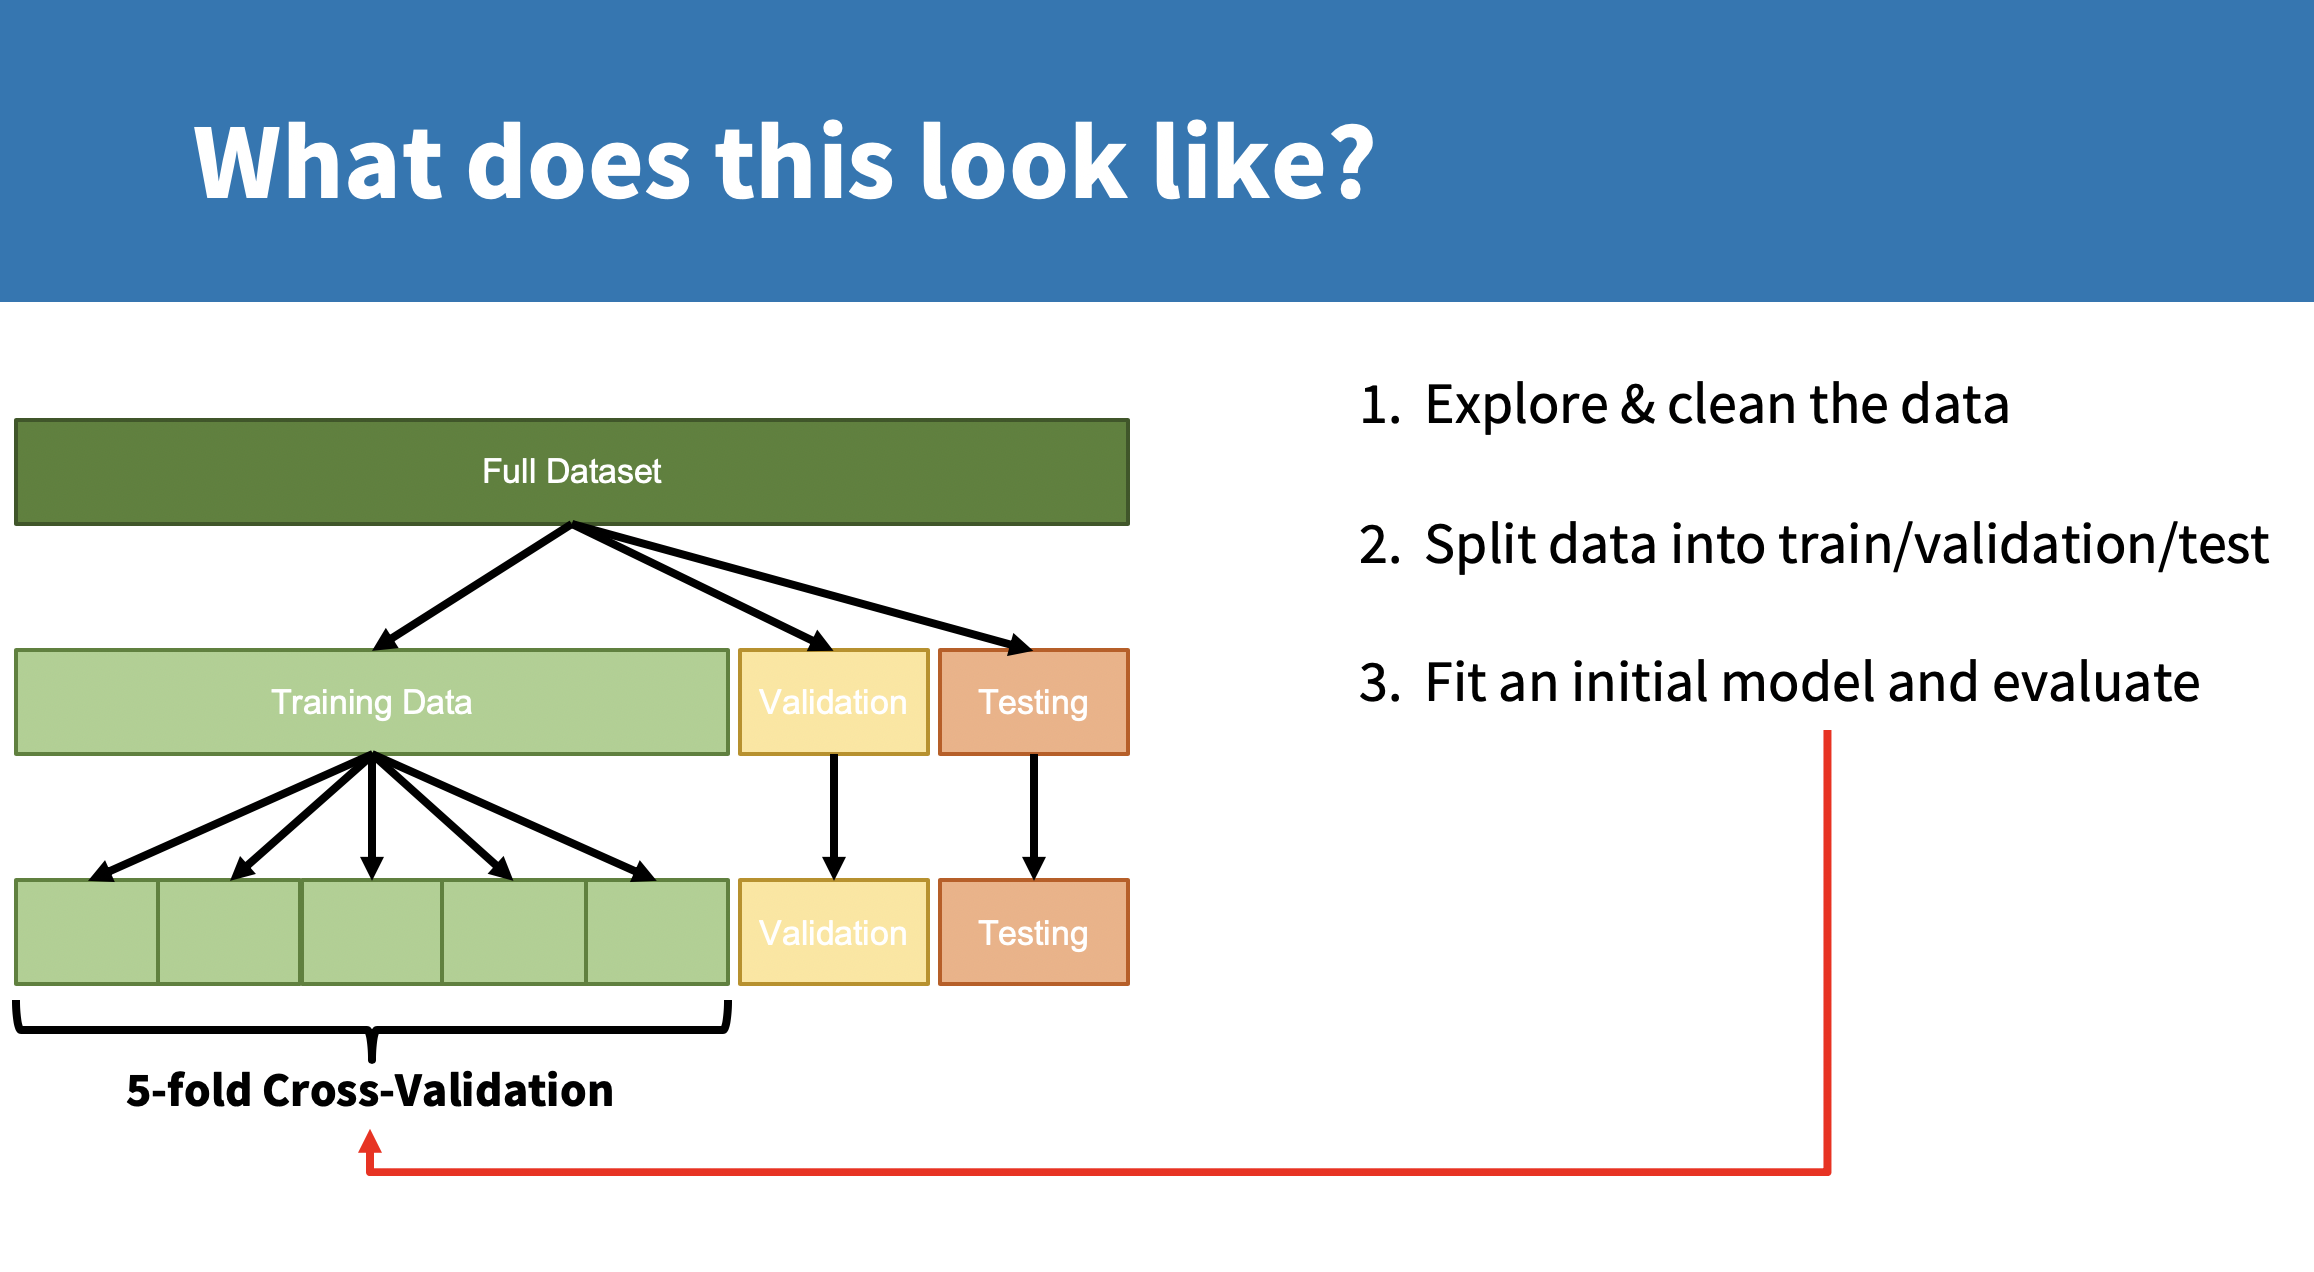 What does this look like?
Full Dataset
Training Data
Validation
Testing
Validation
Testing
5-fold Cross-Validation
1. Explore & clean the data
2. Split data into train/validation/test
3. Fit an initial model and evaluate